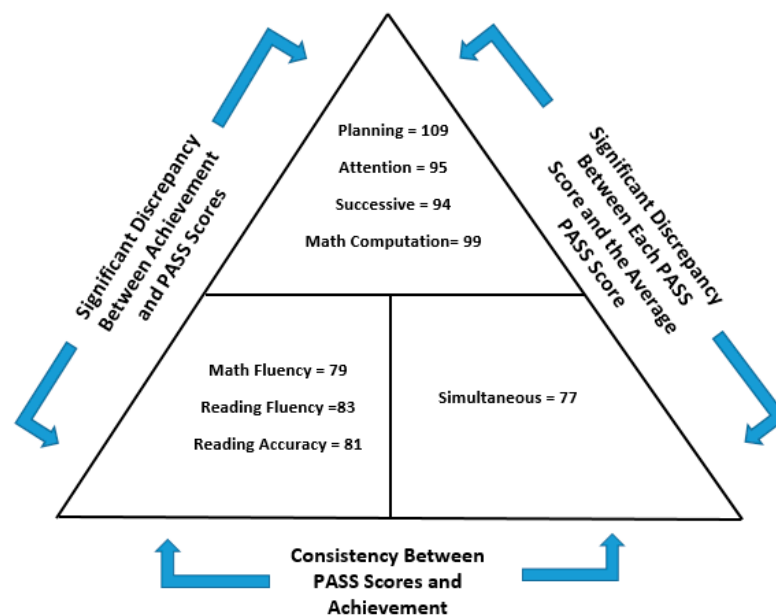 Significant Discrepancy
Between Achievement
and PASS Scores
Planning = 109
Attention = 95
Successive = 94
Math Computation= 99
Significant Discrepancy
Between Each PASS
Score and the Average
PASS Score
Math Fluency = 79
Reading Fluency =83
Reading Accuracy = 81
Simultaneous = 77
Consistency Between
PASS Scores and
Achievement